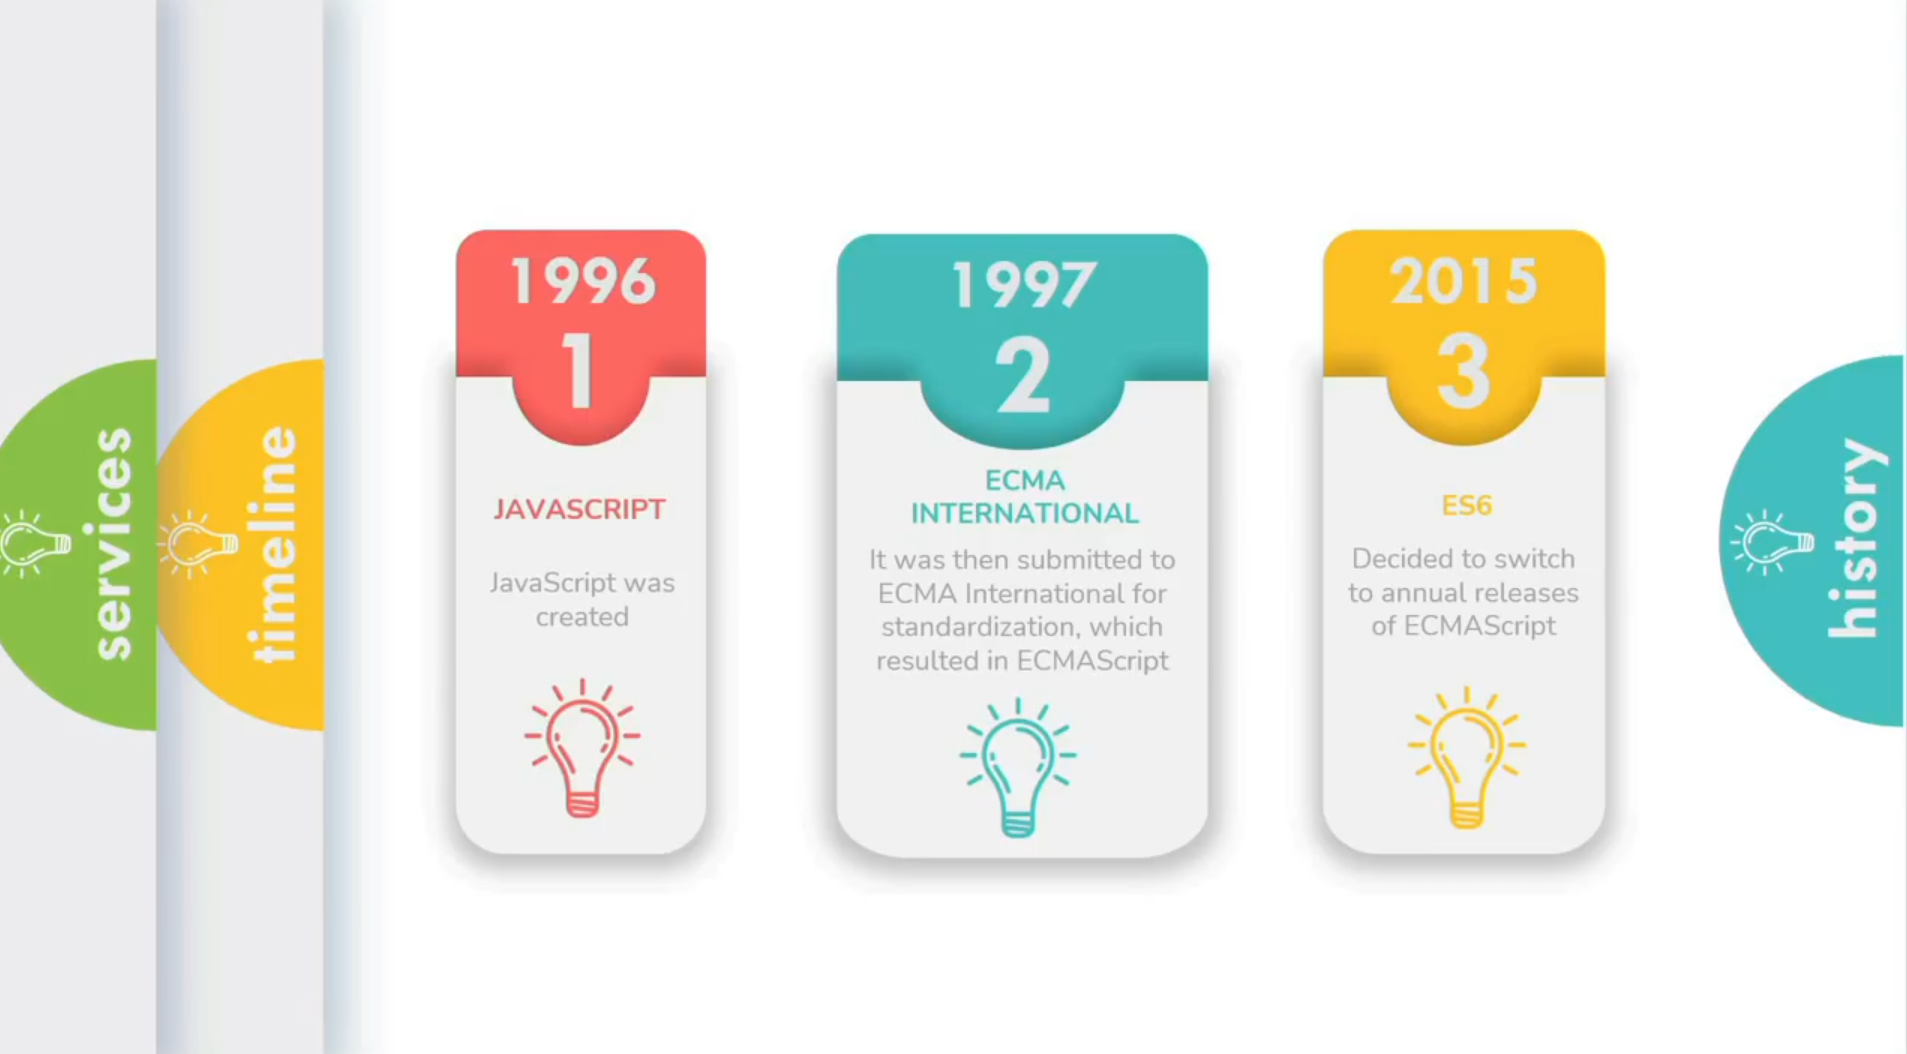 services
timeline
1996
1
JAVASCRIPT
JavaScript was
created
1997
2
ECMA
INTERNATIONAL
It was then submitted to
ECMA International for
standardization, which
resulted in ECMAScript
2015
3
ES6
Decided to switch
to annual releases
of ECMAScript
history